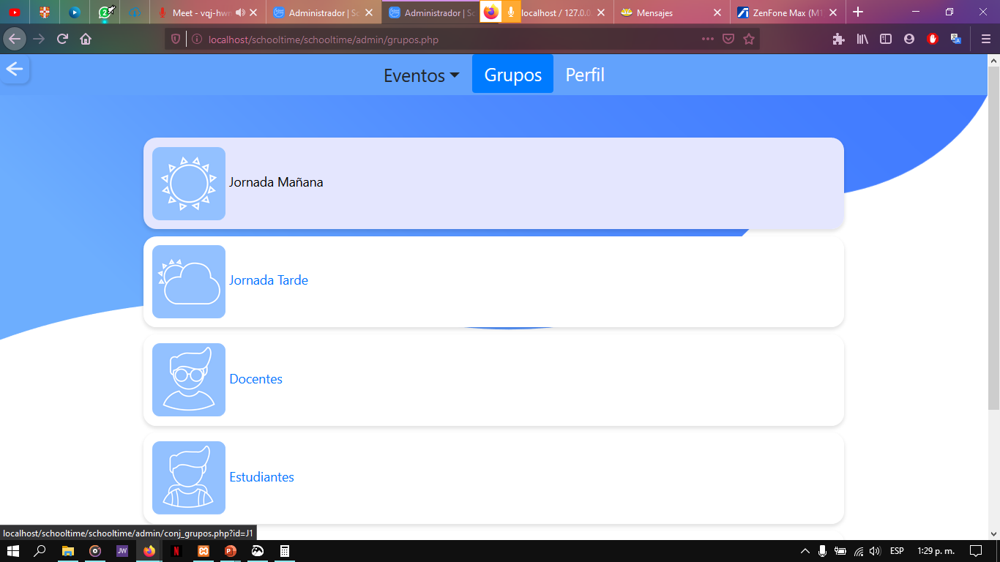 Meet - vqj-hwn
Administrador | Sc
Administrador | Sc
localhost / 127.0.0
Mensajes
ZenFone Max (M1
localhost/schooltime/schooltime/admin/grupos.php
Eventos
Grupos
Perfil
Jornada Mañana
Jornada Tarde
Docentes
Estudiantes
localhost/schooltime/schooltime/admin/conj_grupos.php?id=J1
JW
N
ESP
1:29 p. m.